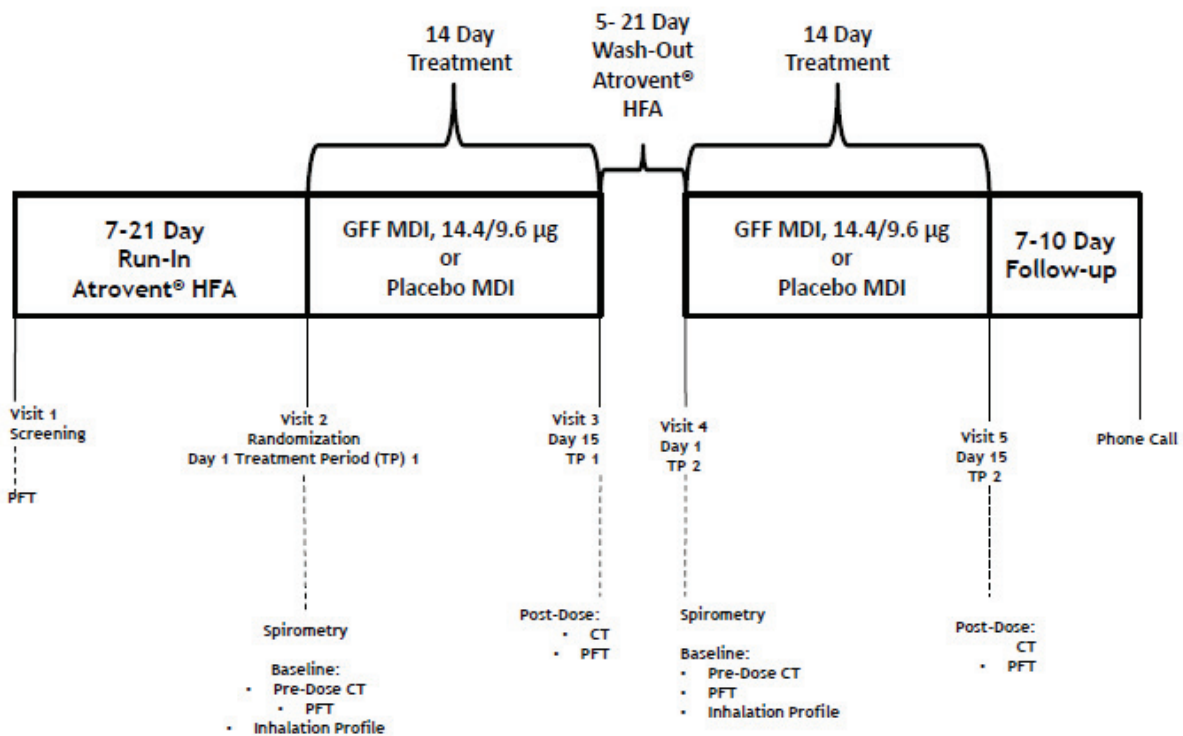 14 Day
Treatment
5- 21 Day
Wash-Out
Atrovent®
HFA
14 Day
Treatment
7-21 Day
Run-In
Atrovent® HFA
GFF MDI, 14.4/9.6 µg
or
Placebo MDI
GFF MDI, 14.4/9.6 µg
or
Placebo MDI
7-10 Day
Follow-up
Visit 1
Screening
PFT
Visit 2
Randomization
Day 1 Treatment Period (TP) 1
Spirometry
Baseline:
• Pre-Dose CT
• PFT
• Inhalation Profile
Visit 3
Day 15
TP 1
Post-Dose:
• CT
• PFT
Visit 4
Day 1
TP 2
Spirometry
Baseline:
• Pre-Dose CT
• PFT
• Inhalation Profile
Visit 5
Day 15
TP 2
Post-Dose:
CT
• PFT
Phone Call